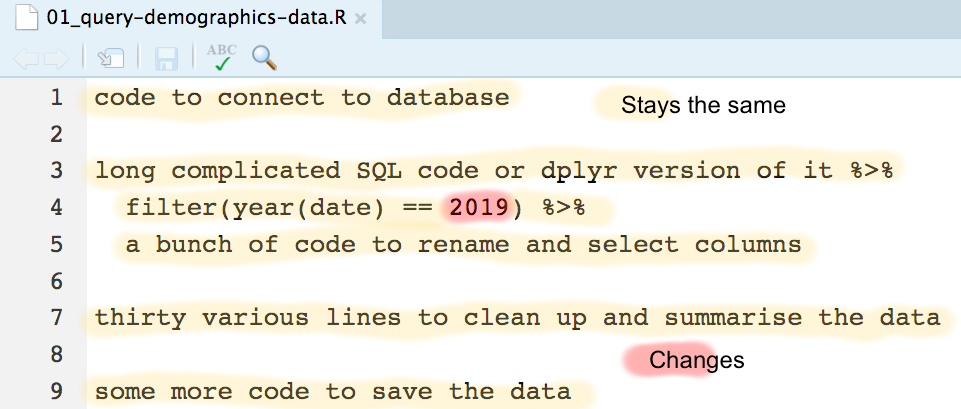 01_query-demographics-data.R ×
ABC
1 code to connect to database
Stays the same
2
3 long complicated SQL code or dplyr version of it %>%
4 filter(year(date) == 2019) %>%
5 a bunch of code to rename and select columns
6
7 thirty various lines to clean up and summarise the data
8
Changes
9 some more code to save the data